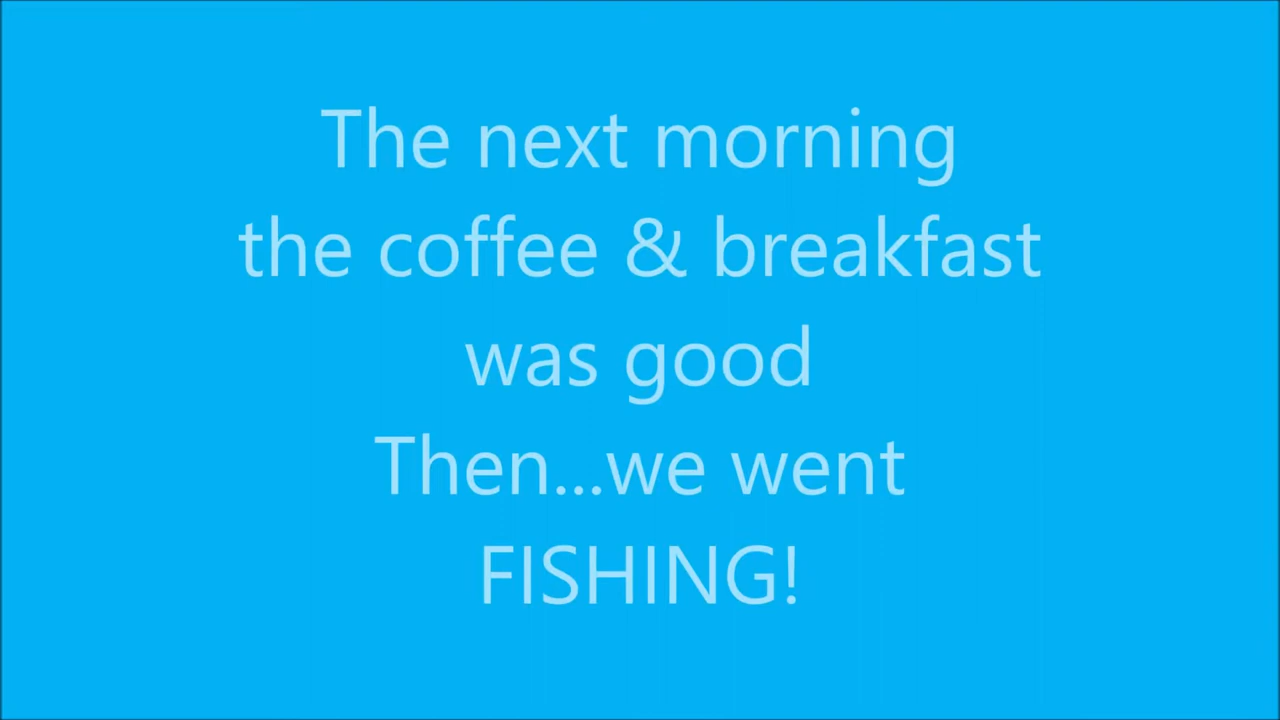 The next morning
the coffee & breakfast
was good
Then...we went
FISHING!